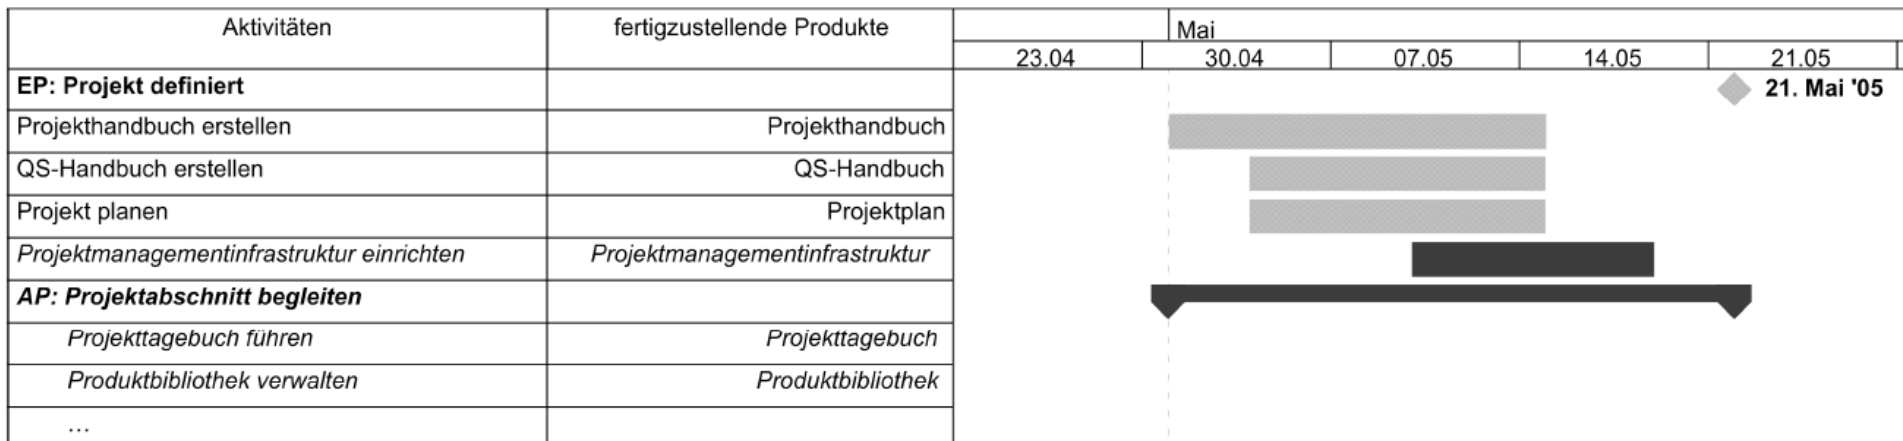 Aktivitäten fertigzustellende Produkte Mai
23.04 30.04 07.05 14.05 21.05
EP: Projekt definiert 21. Mai '05
Projekthandbuch erstellen Projekthandbuch
QS-Handbuch erstellen QS-Handbuch
Projekt planen Projektplan
Projektmanagementinfrastruktur einrichten Projektmanagementinfrastruktur
AP: Projektabschnitt begleiten
Projekttagebuch führen Projekttagebuch
Produktbibliothek verwalten Produktbibliothek
...